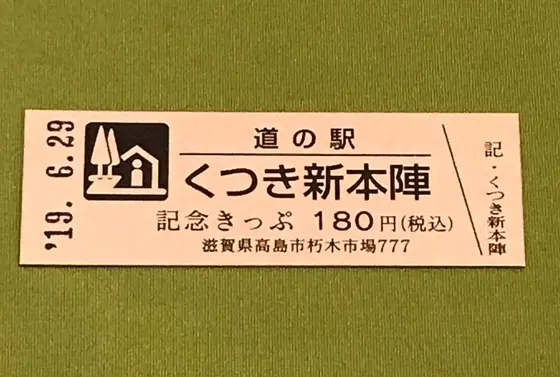 '19. 6.29
道の駅
くつき新本陣
記念きっぷ 180円(税込)
滋賀県高島市朽木市場777
記・くつき新本陣